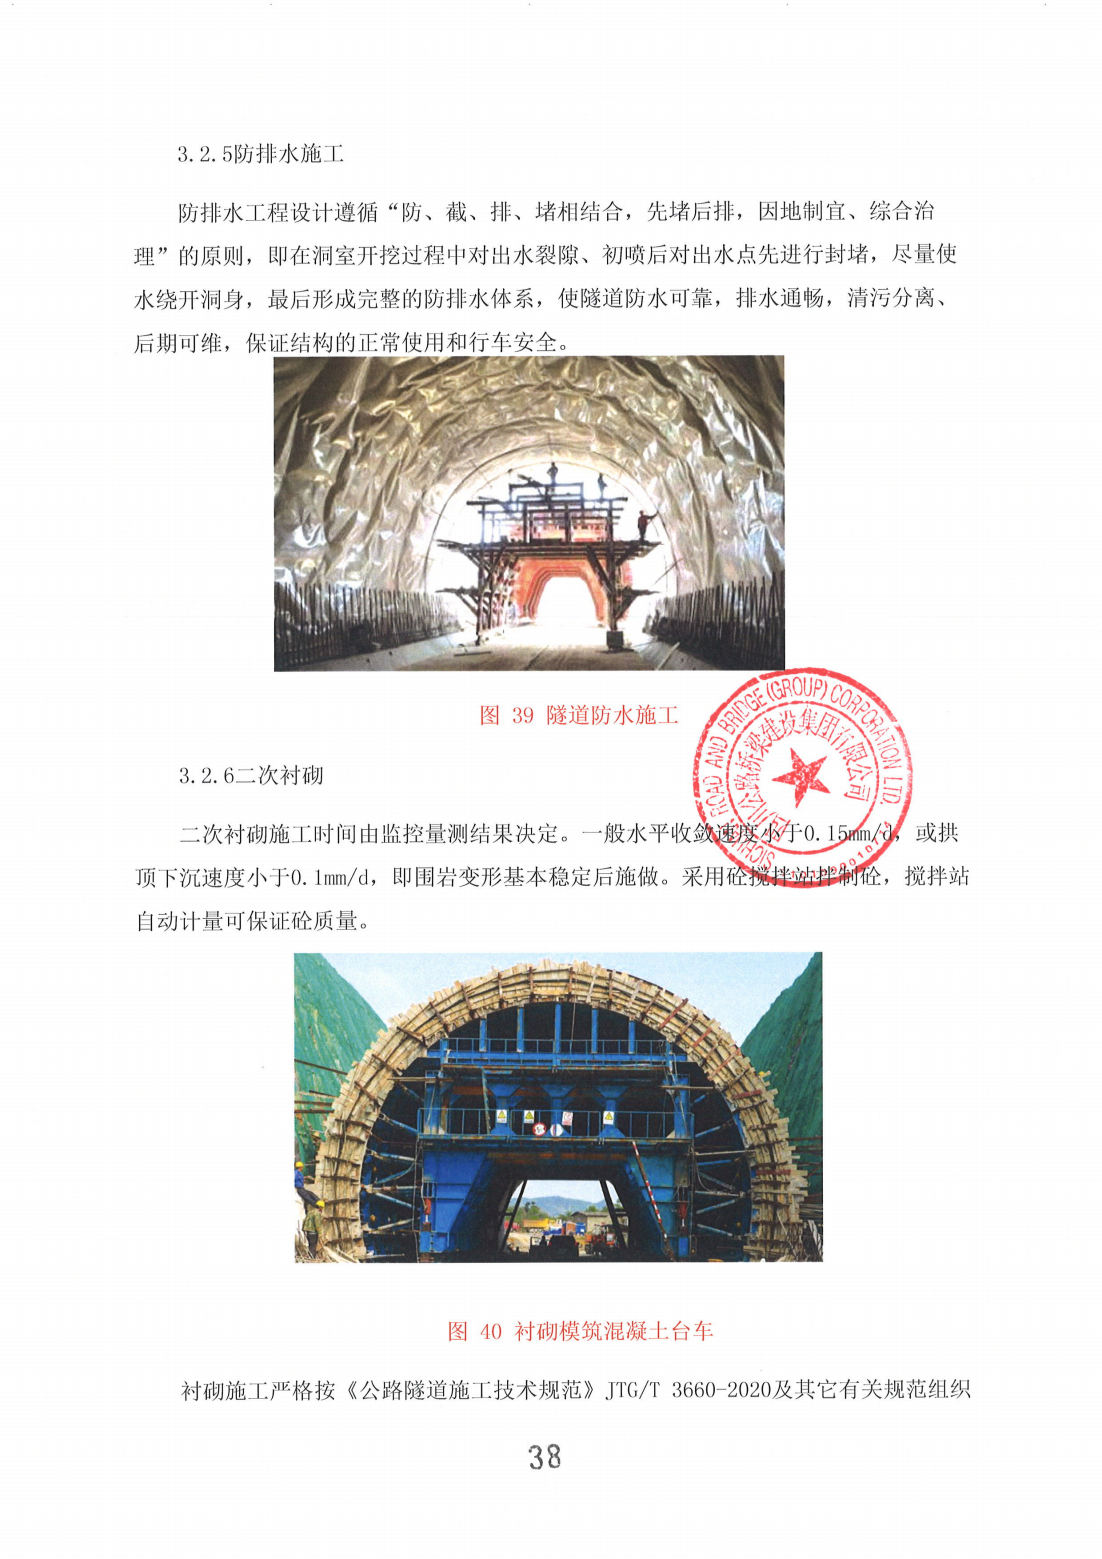 3.2.5防排水施工
防排水工程设计遵循“防、截、排、堵相结合，先堵后排，因地制宜、综合治
理”的原则，即在洞室开挖过程中对出水裂隙、初喷后对出水点先进行封堵，尽量使
水绕开洞身，最后形成完整的防排水体系，使隧道防水可靠，排水通畅，清污分离、
后期可维，保证结构的正常使用和行车安全。
图 39 隧道防水施工
SICHUAN ROAD AND BRIDGE (GROUP) CORPORATION LTD.
四川公路桥梁建设集团有限公司
3.2.6二次衬砌
二次衬砌施工时间由监控量测结果决定。一般水平收敛速度小于0.15mm/d，或拱
顶下沉速度小于0.1mm/d，即围岩变形基本稳定后施做。采用砼搅拌站拌制砼，搅拌站
自动计量可保证砼质量。
图 40 衬砌模筑混凝土台车
衬砌施工严格按《公路隧道施工技术规范》JTG/T 3660-2020及其它有关规范组织
38